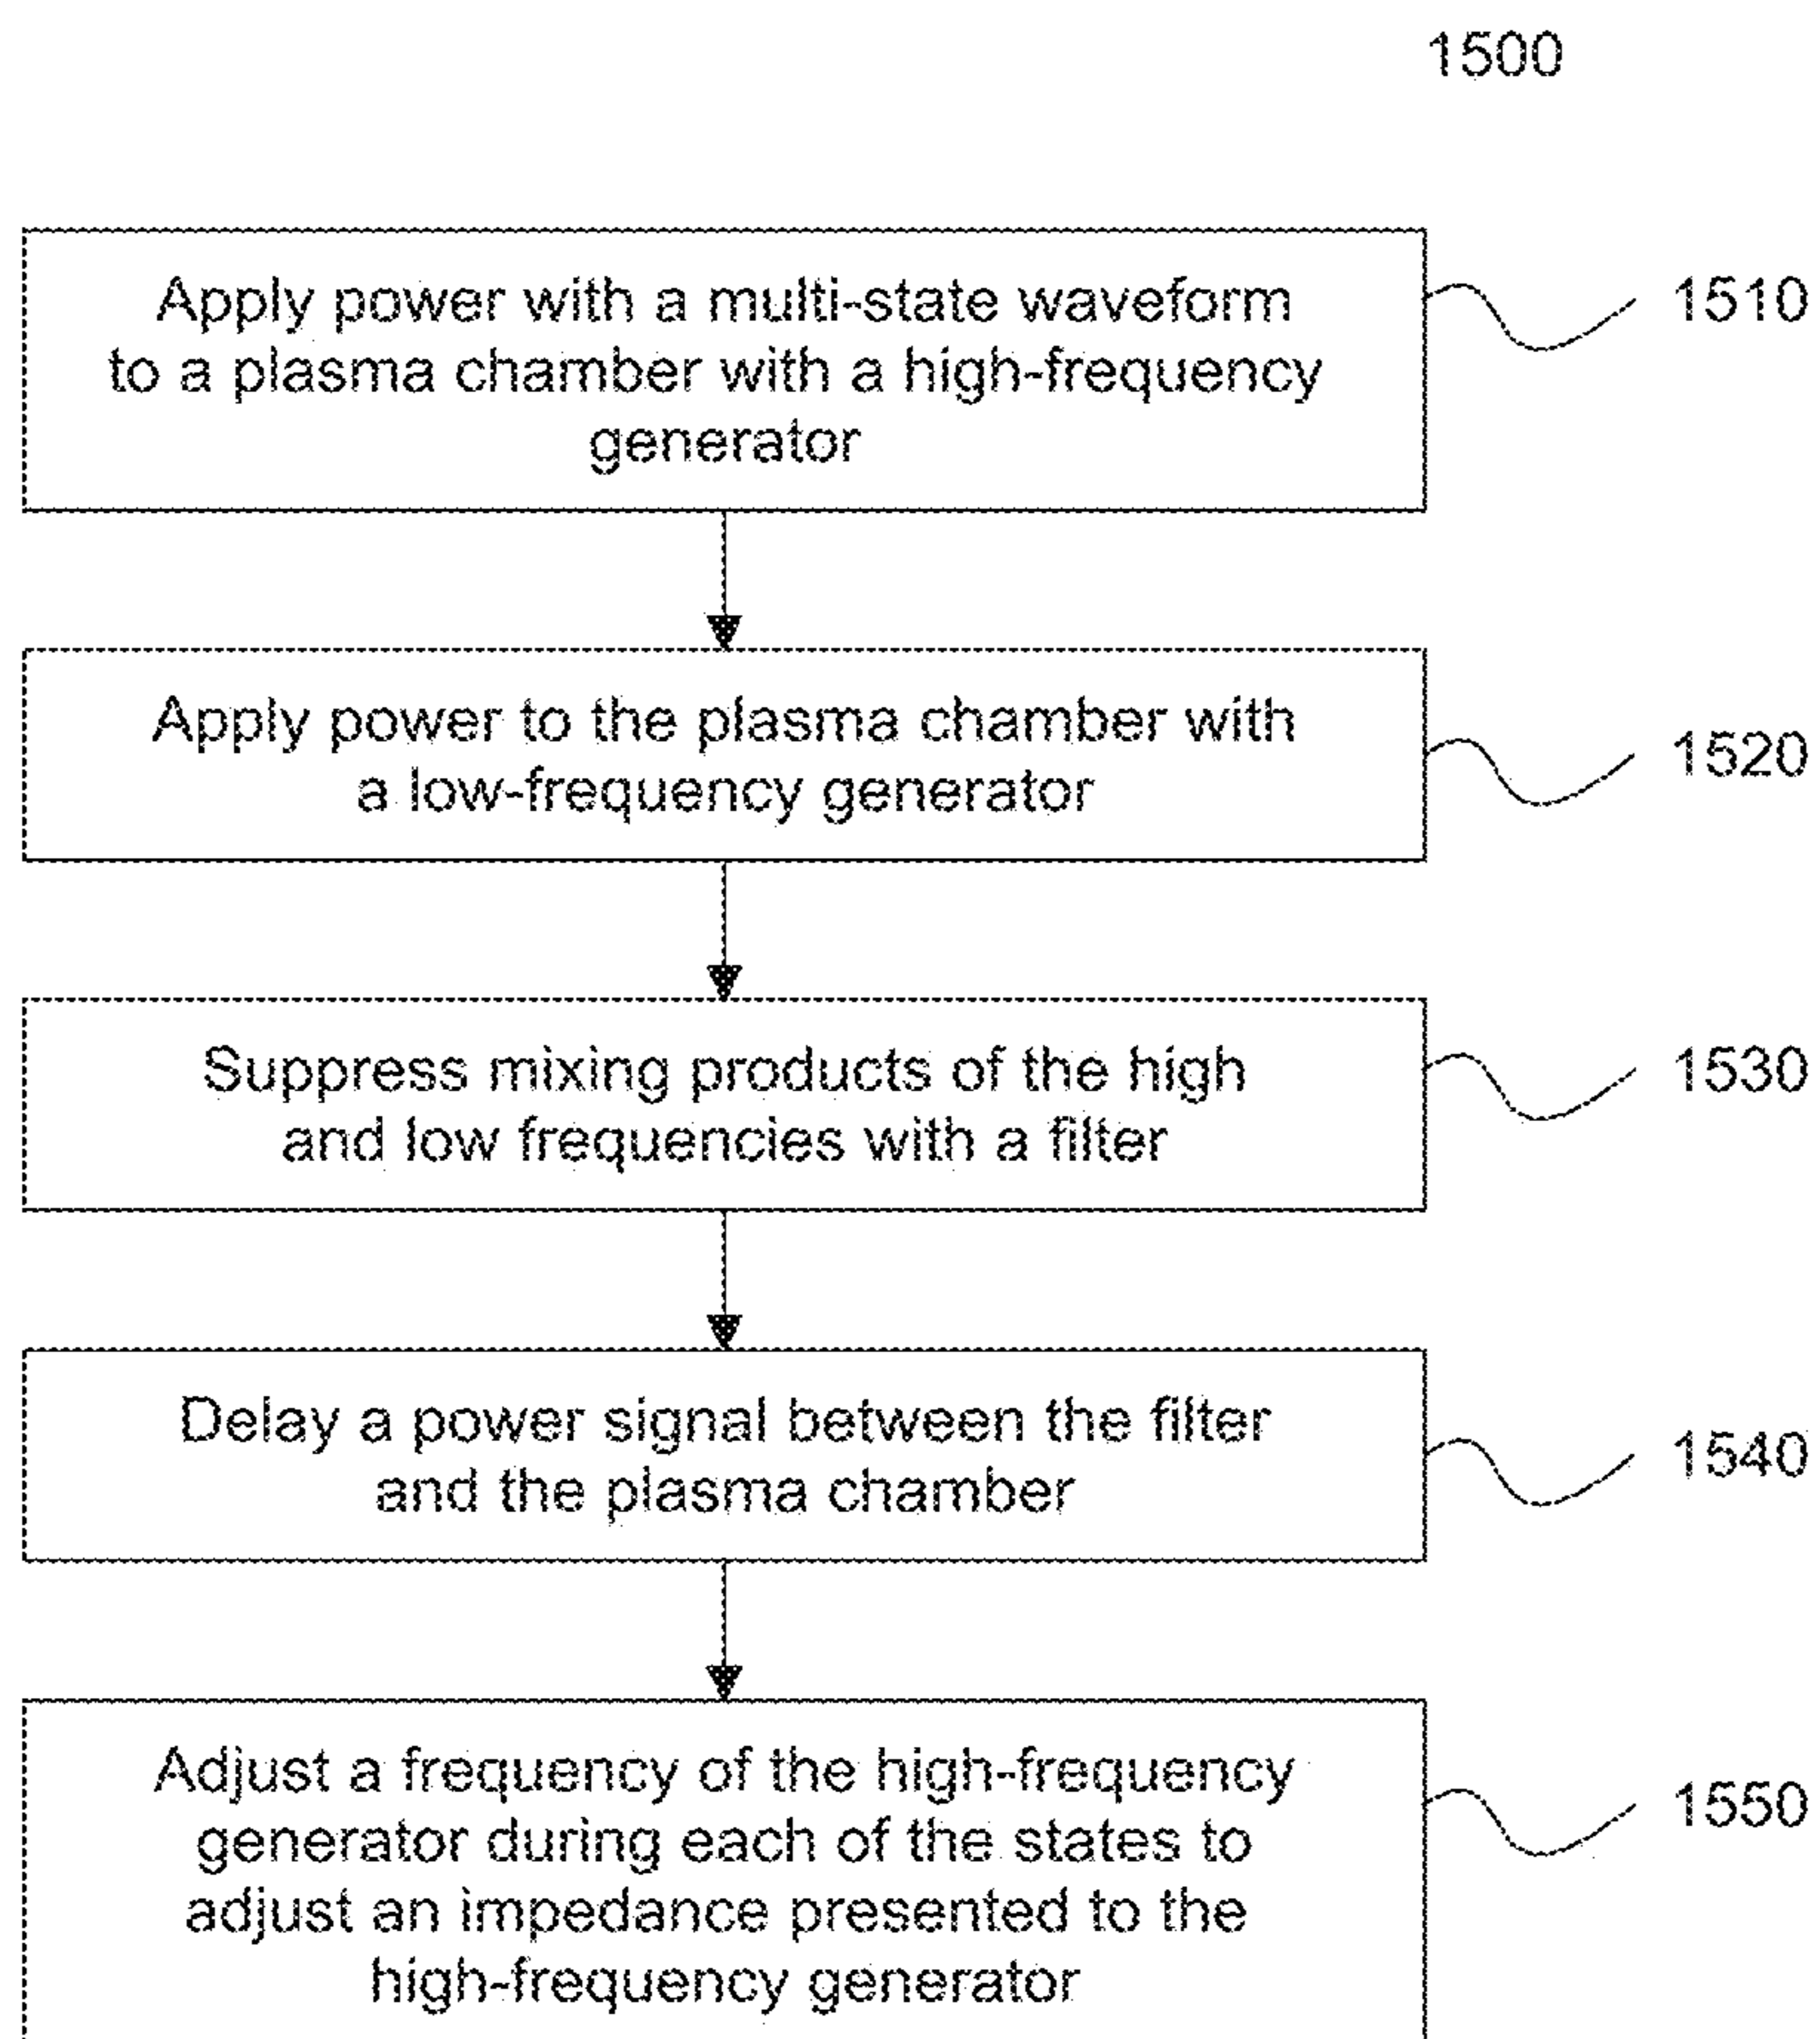 1500
Apply power with a multi-state waveform
to a plasma chamber with a high-frequency
generator
1510
Apply power to the plasma chamber with
a low-frequency generator
1520
Suppress mixing products of the high
and low frequencies with a filter
1530
Delay a power signal between the filter
and the plasma chamber
1540
Adjust a frequency of the high-frequency
generator during each of the states to
adjust an impedance presented to the
high-frequency generator
1550